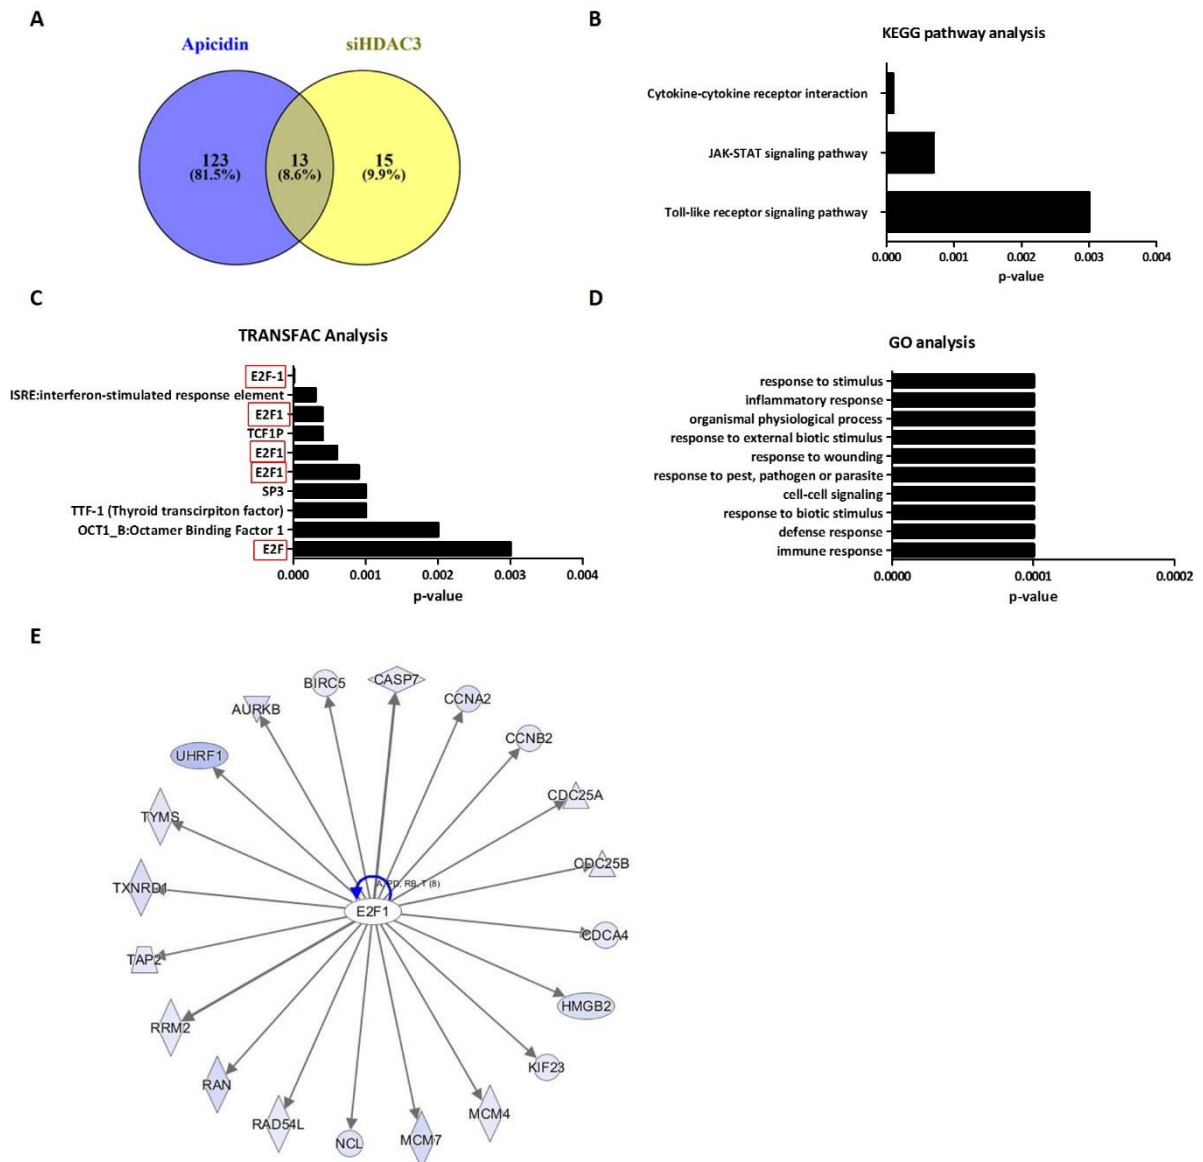 A
Apicidin
siHDAC3
123
(81.5%)
13
(8.6%)
15
(9.9%)
B
KEGG pathway analysis
Cytokine-cytokine receptor interaction
JAK-STAT signaling pathway
Toll-like receptor signaling pathway
0.000 0.001 0.002 0.003 0.004
p-value
C
TRANSFAC Analysis
E2F-1
ISRE:interferon-stimulated response element
E2F1
TCF1P
E2F1
E2F1
SP3
TTF-1 (Thyroid transcirpiton factor)
OCT1_B:Octamer Binding Factor 1
E2F
0.000 0.001 0.002 0.003 0.004
p-value
D
GO analysis
response to stimulus
inflammatory response
organismal physiological process
response to external biotic stimulus
response to wounding
response to pest, pathogen or parasite
cell-cell signaling
response to biotic stimulus
defense response
immune response
0.0000 0.0001 0.0002
p-value
E
BIRC5
CASP7
CCNA2
AURKB
CCNB2
UHRF1
CDC25A
TYMS
CDC25B
TXNRD1
PD, RB, T (8)
E2F1
CDCA4
TAP2
HMGB2
RRM2
KIF23
RAN
MCM4
RAD54L
NCL
MCM7